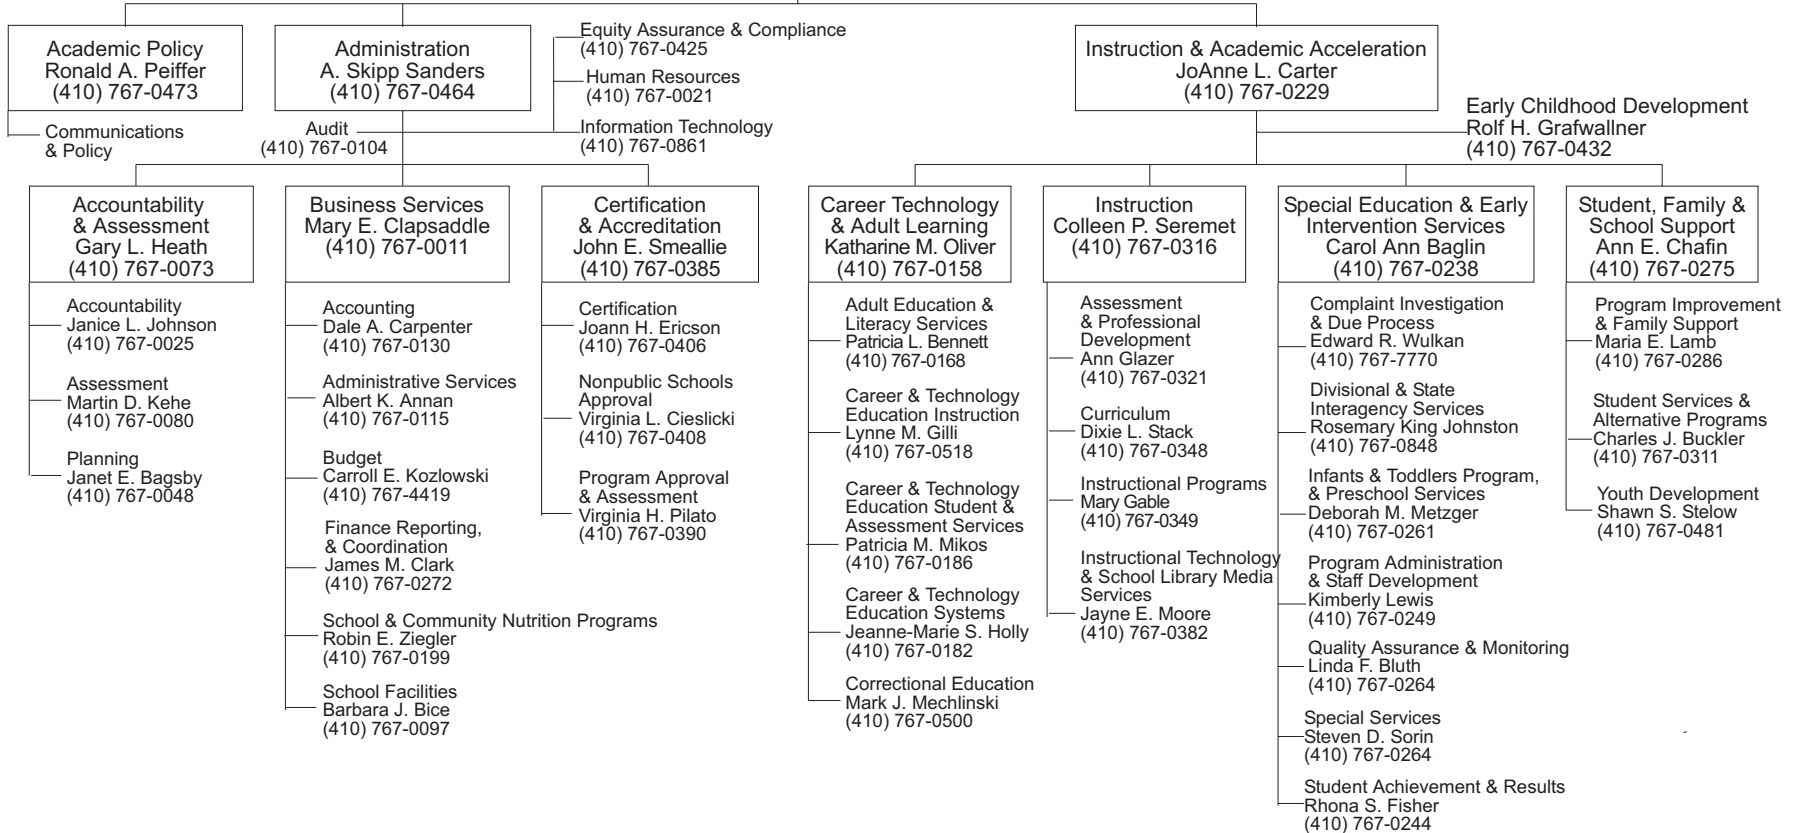 Academic Policy
Ronald A. Peiffer
(410) 767-0473
Communications
& Policy
Administration
A. Skipp Sanders
(410) 767-0464
Equity Assurance & Compliance
(410) 767-0425
Human Resources
(410) 767-0021
Information Technology
(410) 767-0861
Audit
(410) 767-0104
Instruction & Academic Acceleration
JoAnne L. Carter
(410) 767-0229
Early Childhood Development
Rolf H. Grafwallner
(410) 767-0432
Accountability
& Assessment
Gary L. Heath
(410) 767-0073
Accountability
Janice L. Johnson
(410) 767-0025
Assessment
Martin D. Kehe
(410) 767-0080
Planning
Janet E. Bagsby
(410) 767-0048
Business Services
Mary E. Clapsaddle
(410) 767-0011
Accounting
Dale A. Carpenter
(410) 767-0130
Administrative Services
Albert K. Annan
(410) 767-0115
Budget
Carroll E. Kozlowski
(410) 767-4419
Finance Reporting,
& Coordination
James M. Clark
(410) 767-0272
School & Community Nutrition Programs
Robin E. Ziegler
(410) 767-0199
School Facilities
Barbara J. Bice
(410) 767-0097
Certification
& Accreditation
John E. Smeallie
(410) 767-0385
Certification
Joann H. Ericson
(410) 767-0406
Nonpublic Schools
Approval
Virginia L. Cieslicki
(410) 767-0408
Program Approval
& Assessment
Virginia H. Pilato
(410) 767-0390
Career Technology
& Adult Learning
Katharine M. Oliver
(410) 767-0158
Adult Education &
Literacy Services
Patricia L. Bennett
(410) 767-0168
Career & Technology
Education Instruction
Lynne M. Gilli
(410) 767-0518
Career & Technology
Education Student &
Assessment Services
Patricia M. Mikos
(410) 767-0186
Career & Technology
Education Systems
Jeanne-Marie S. Holly
(410) 767-0182
Correctional Education
Mark J. Mechlinski
(410) 767-0500
Instruction
Colleen P. Seremet
(410) 767-0316
Assessment
& Professional
Development
Ann Glazer
(410) 767-0321
Curriculum
Dixie L. Stack
(410) 767-0348
Instructional Programs
Mary Gable
(410) 767-0349
Instructional Technology
& School Library Media
Services
Jayne E. Moore
(410) 767-0382
Special Education & Early
Intervention Services
Carol Ann Baglin
(410) 767-0238
Complaint Investigation
& Due Process
Edward R. Wulkan
(410) 767-7770
Divisional & State
Interagency Services
Rosemary King Johnston
(410) 767-0848
Infants & Toddlers Program,
& Preschool Services
Deborah M. Metzger
(410) 767-0261
Program Administration
& Staff Development
Kimberly Lewis
(410) 767-0249
Quality Assurance & Monitoring
Linda F. Bluth
(410) 767-0264
Special Services
Steven D. Sorin
(410) 767-0264
Student Achievement & Results
Rhona S. Fisher
(410) 767-0244
Student, Family &
School Support
Ann E. Chafin
(410) 767-0275
Program Improvement
& Family Support
Maria E. Lamb
(410) 767-0286
Student Services &
Alternative Programs
Charles J. Buckler
(410) 767-0311
Youth Development
Shawn S. Stelow
(410) 767-0481